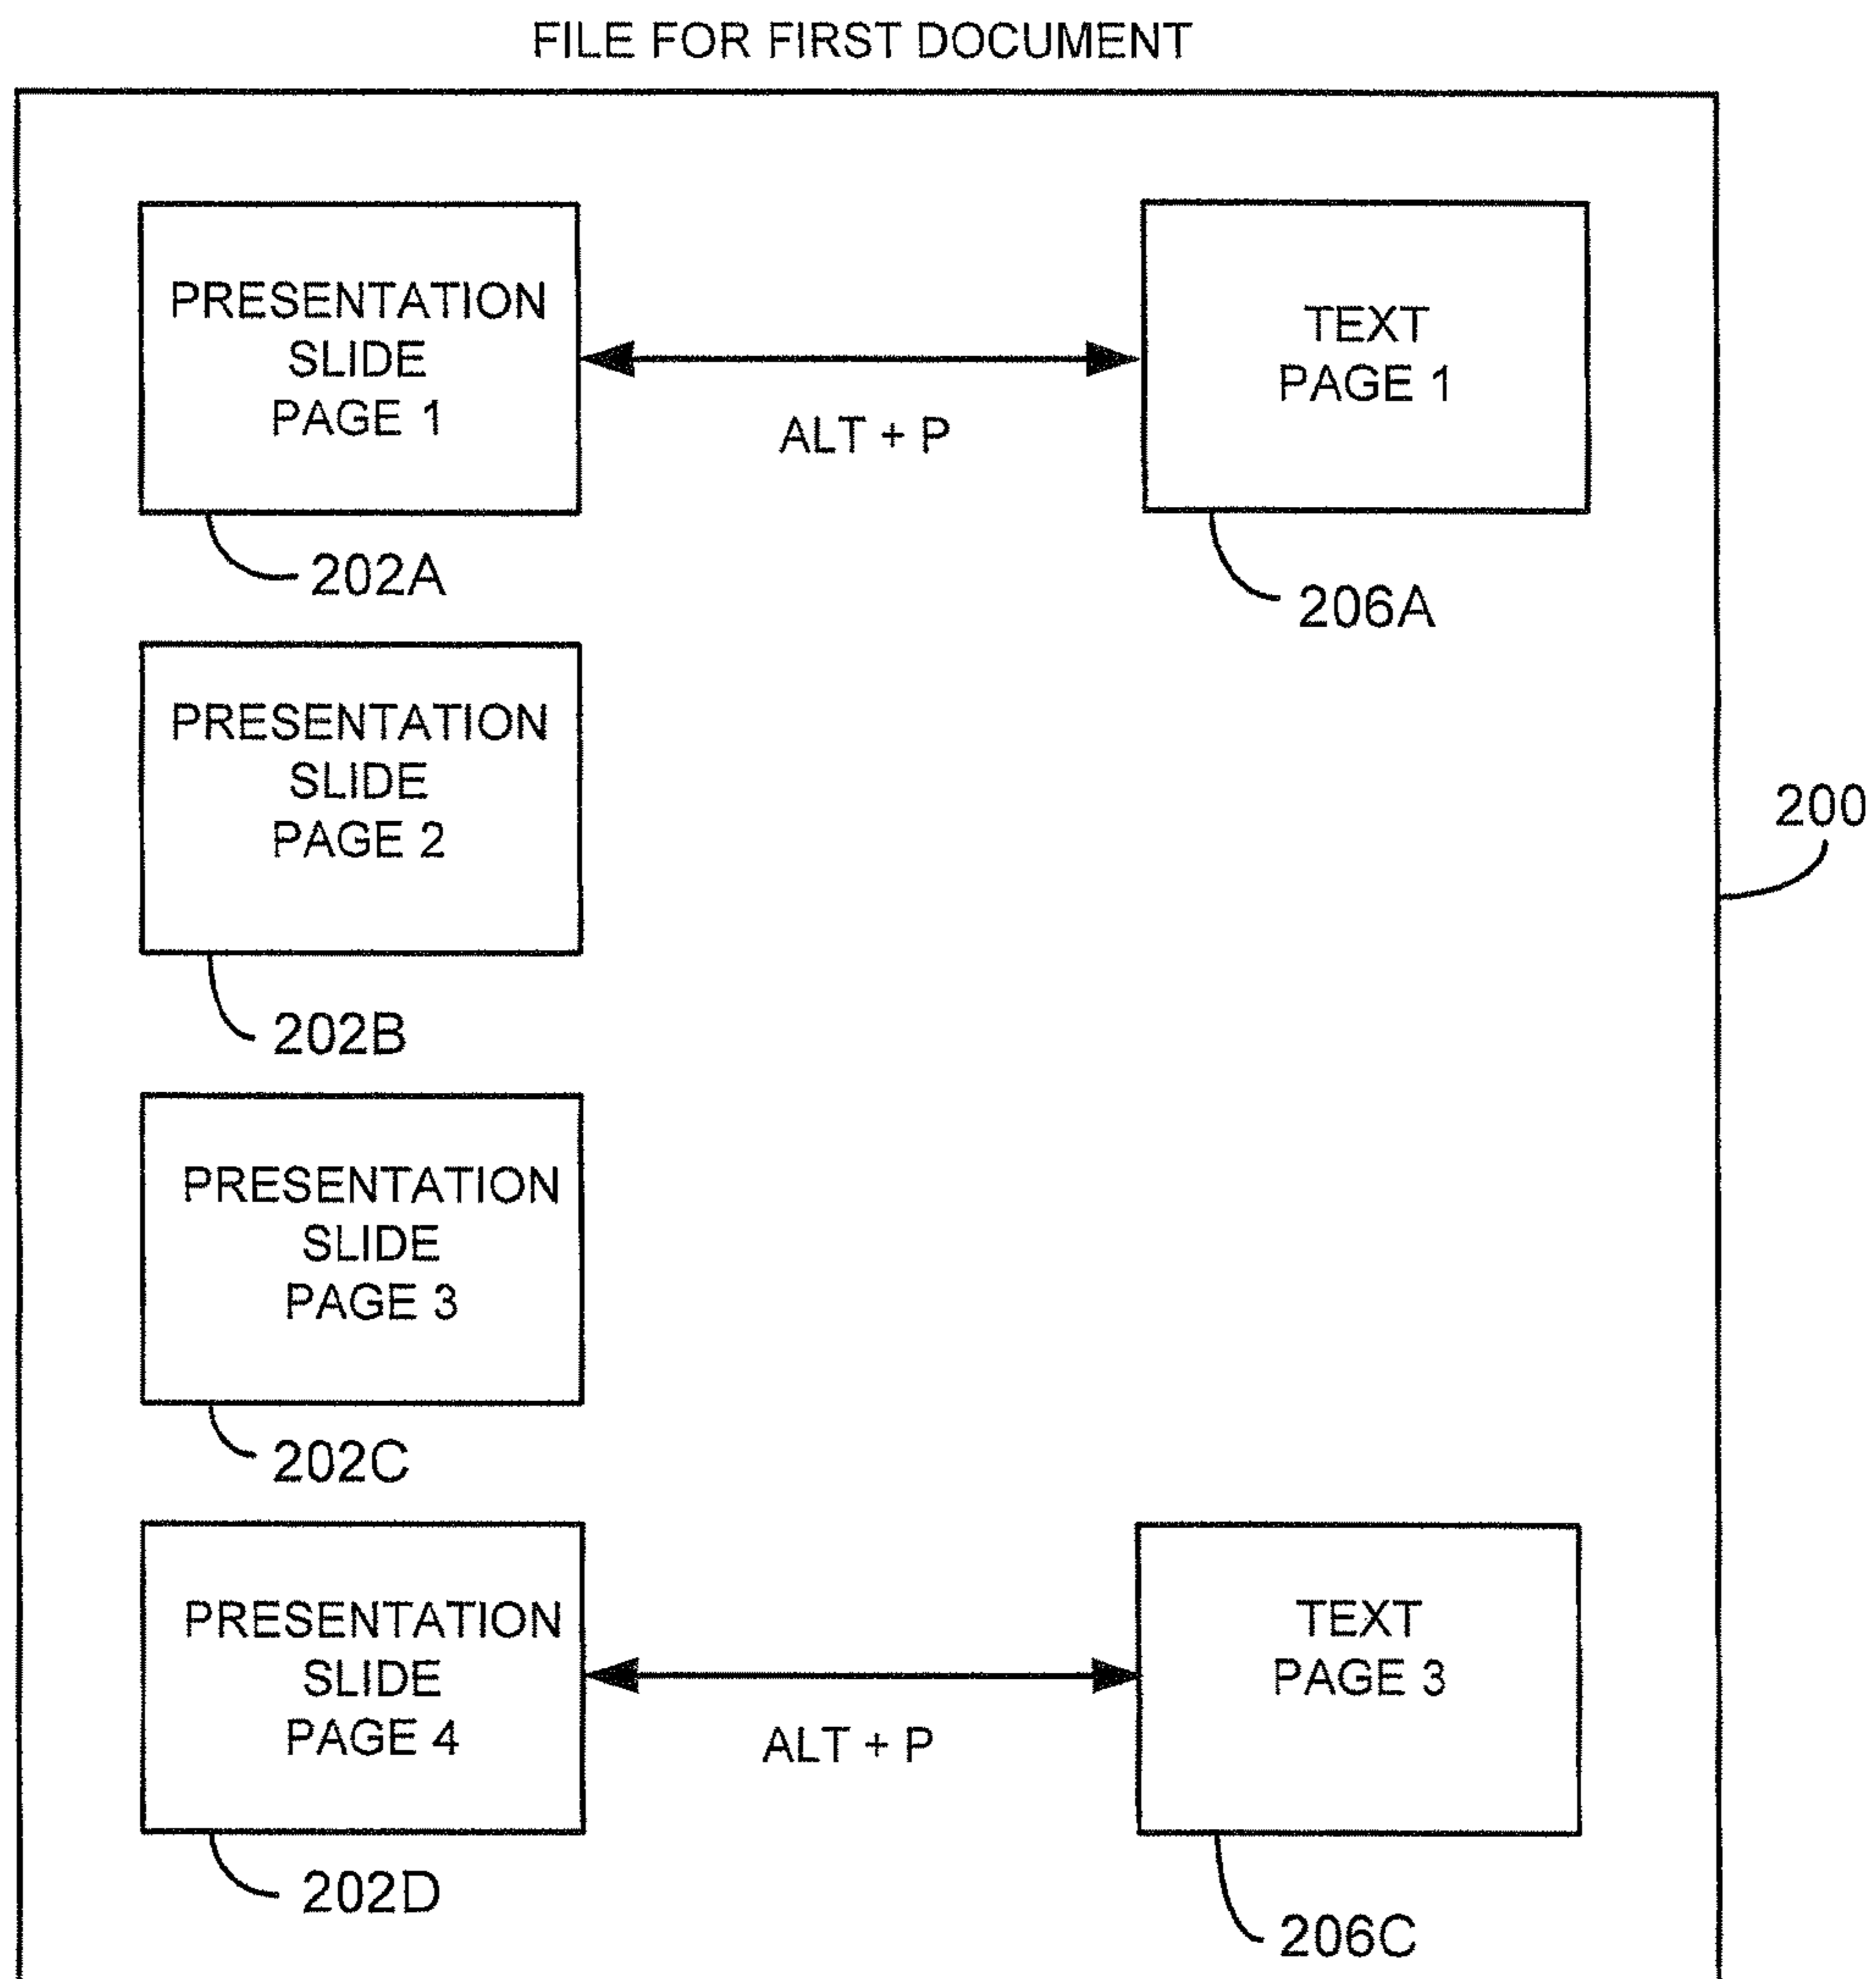 FILE FOR FIRST DOCUMENT
PRESENTATION
SLIDE
PAGE 1
ALT + P
TEXT
PAGE 1
202A
206A
PRESENTATION
SLIDE
PAGE 2
200
202B
PRESENTATION
SLIDE
PAGE 3
202C
PRESENTATION
SLIDE
PAGE 4
ALT + P
TEXT
PAGE 3
202D
206C